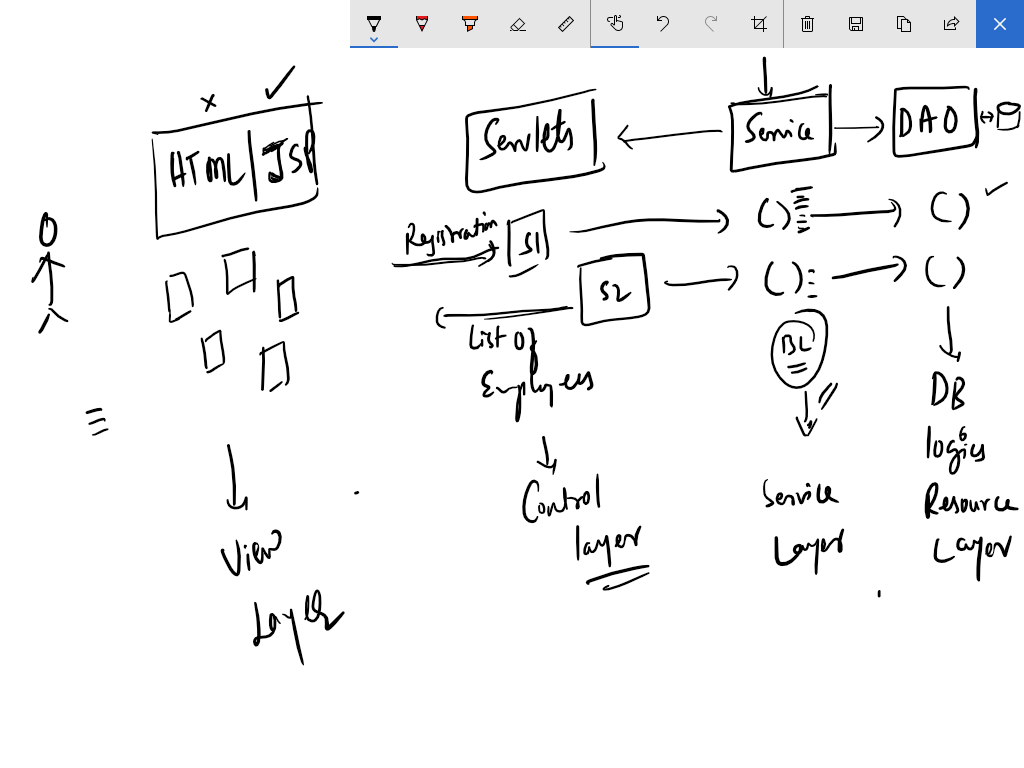 HTML/JSP
Servlets
Service
DAO
Registration
S1
()
()
S2
()
()
List of
Employees
BL
DB
logics
Control
layer
Service
Layer
Resource
Layer
View
Layer